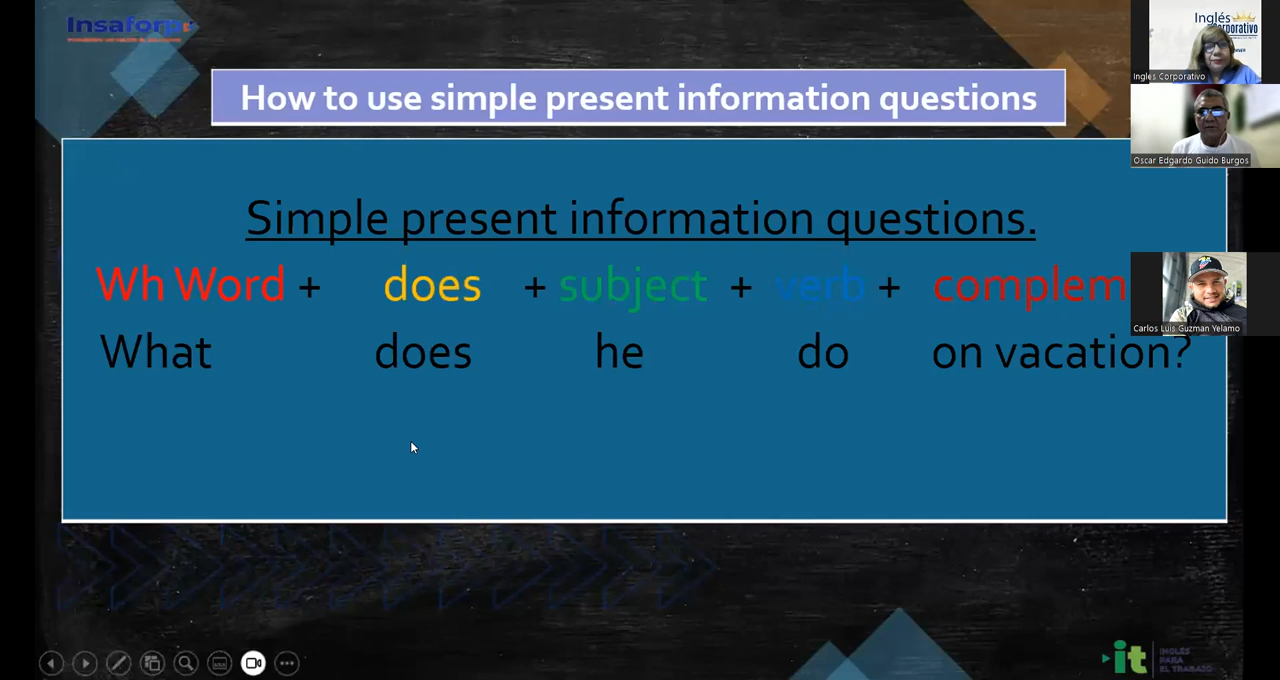 Insaforp
How to use simple present information questions
Simple present information questions.
Wh Word + does + subject + verb + complem
What does he do on vacation?
Inglés
Corporativo
Ingles Corporativo
Oscar Edgardo Guido Burgos
Carlos Luis Guzman Yelamo
it
INGLÉS
PARA
EL TRABAJO